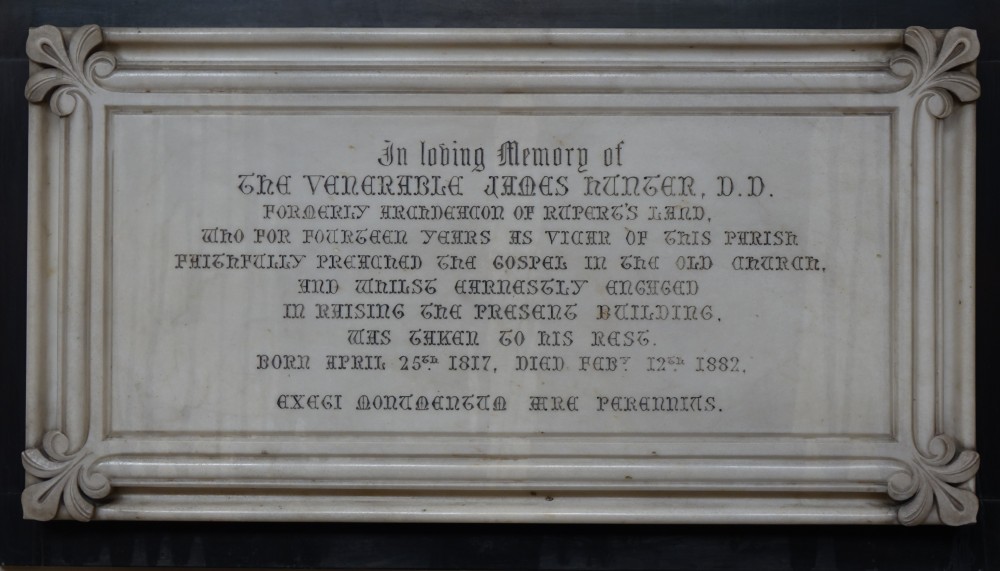 In loving Memory of
THE VENERABLE JAMES HUNTER, D.D.
FORMERLY ARCHDEACON OF RUPERT'S LAND,
WHO FOR FOURTEEN YEARS AS VICAR OF THIS PARISH
FAITHFULLY PREACHED THE GOSPEL IN THE OLD CHURCH,
AND WHILST EARNESTLY ENGAGED
IN RAISING THE PRESENT BUILDING,
WAS TAKEN TO HIS REST.
BORN APRIL 25TH 1817, DIED FEBY 12TH 1882,
EXEGI MONUMENTUM ÆRE PERENNIUS.